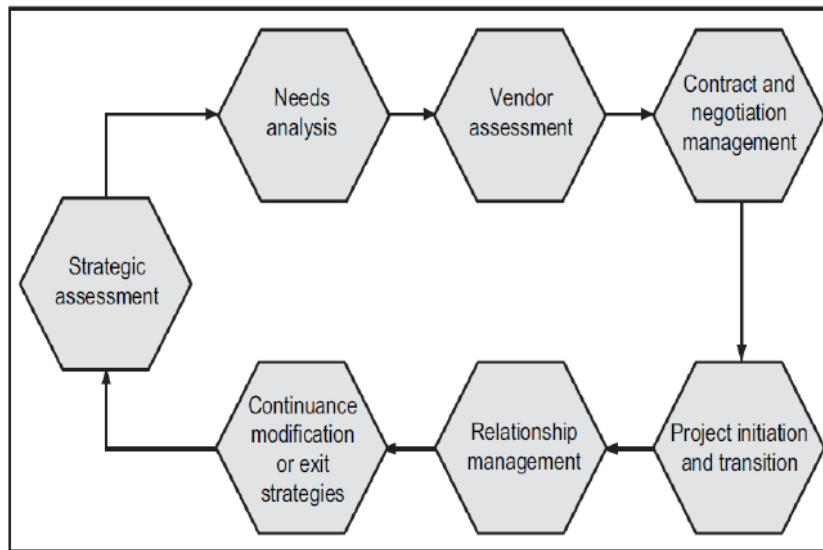 Needs
analysis
Vendor
assessment
Contract and
negotiation
management
Strategic
assessment
Continuance
modification
or exit
strategies
Relationship
management
Project initiation
and transition